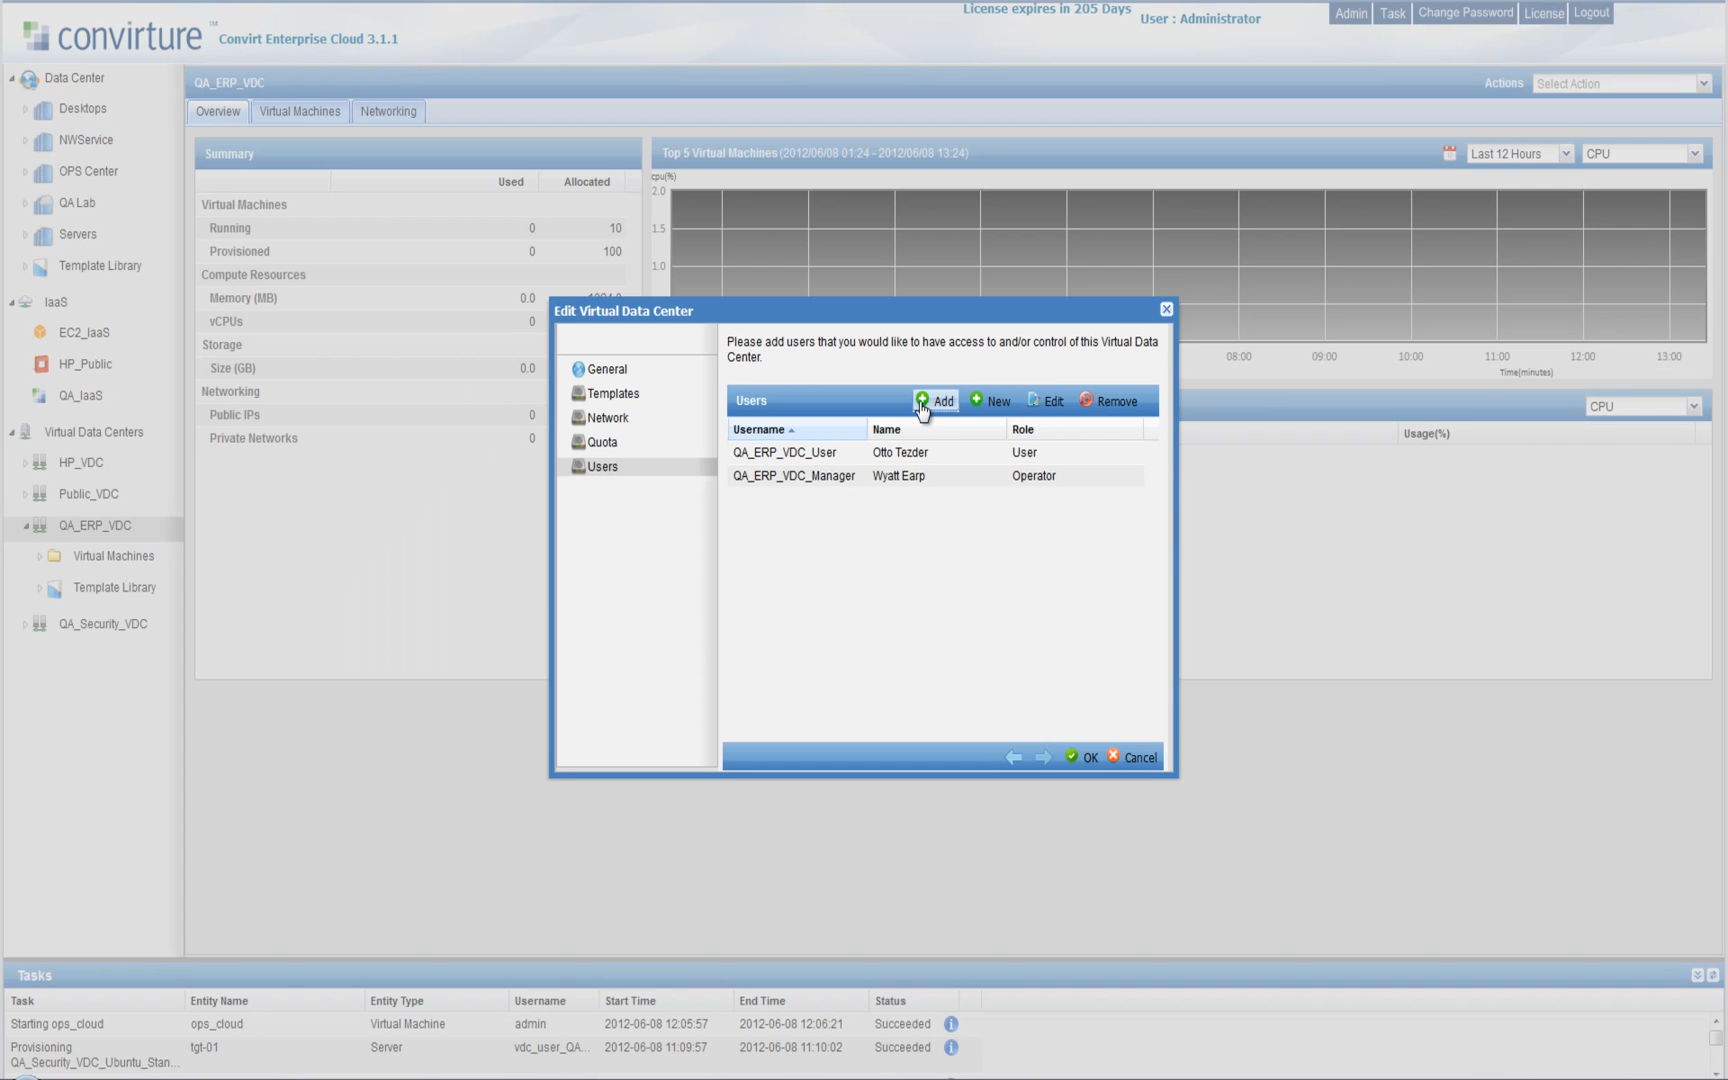 License expires in 205 Days
User : Administrator
Admin Task Change Password License Logout
convirture ™ Convirt Enterprise Cloud 3.1.1
Data Center
Desktops
NWService
OPS Center
QA Lab
Servers
Template Library
IaaS
EC2_IaaS
HP_Public
QA_IaaS
Virtual Data Centers
HP_VDC
Public_VDC
QA_ERP_VDC
Virtual Machines
Template Library
QA_Security_VDC
QA_ERP_VDC
Actions Select Action
Overview Virtual Machines Networking
Summary
Used Allocated
Virtual Machines
Running 0 10
Provisioned 0 100
Compute Resources
Memory (MB) 0.0
vCPUs 0
Storage
Size (GB) 0.0
Networking
Public IPs 0
Private Networks 0
Top 5 Virtual Machines (2012/06/08 01:24 - 2012/06/08 13:24)
Last 12 Hours CPU
cpu(%)
2.0
1.5
1.0
08:00 09:00 10:00 11:00 12:00 13:00
Time(minutes)
CPU
Usage(%)
Edit Virtual Data Center
General
Templates
Network
Quota
Users
Please add users that you would like to have access to and/or control of this Virtual Data
Center.
Users Add New Edit Remove
Username Name Role
QA_ERP_VDC_User Otto Tezder User
QA_ERP_VDC_Manager Wyatt Earp Operator
OK Cancel
Tasks
Task Entity Name Entity Type Username Start Time End Time Status
Starting ops_cloud ops_cloud Virtual Machine admin 2012-06-08 12:05:57 2012-06-08 12:06:21 Succeeded
Provisioning tgt-01 Server vdc_user_QA... 2012-06-08 11:09:57 2012-06-08 11:10:02 Succeeded
QA_Security_VDC_Ubuntu_Stan...